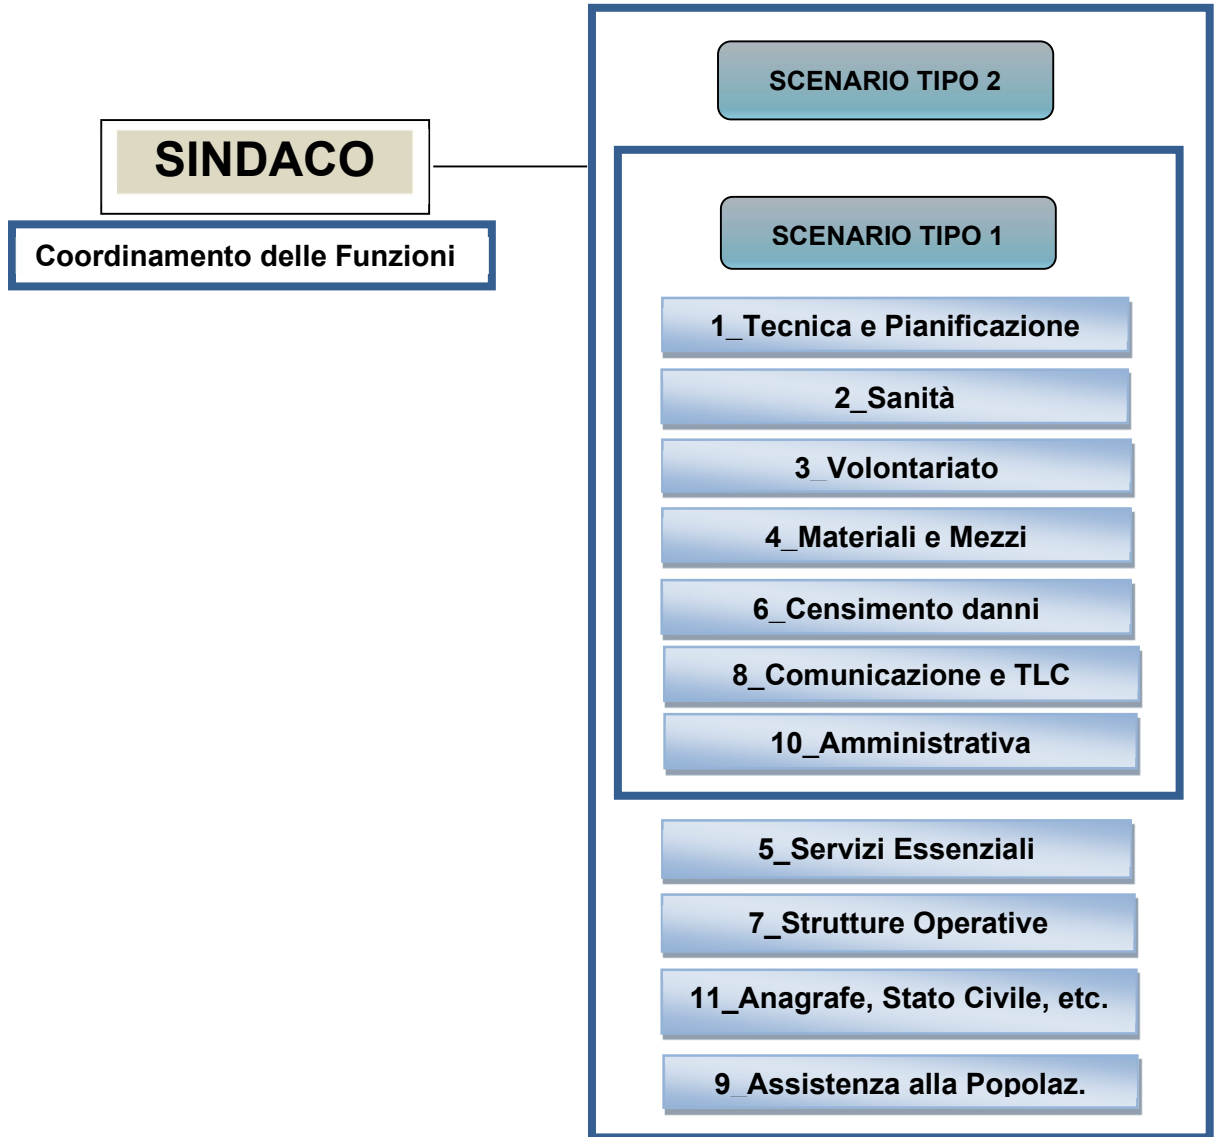 SINDACO
Coordinamento delle Funzioni
SCENARIO TIPO 2
SCENARIO TIPO 1
1_Tecnica e Pianificazione
2_Sanità
3_Volontariato
4_Materiali e Mezzi
6_Censimento danni
8_Comunicazione e TLC
10_Amministrativa
5_Servizi Essenziali
7_Strutture Operative
11_Anagrafe, Stato Civile, etc.
9_Assistenza alla Popolaz.